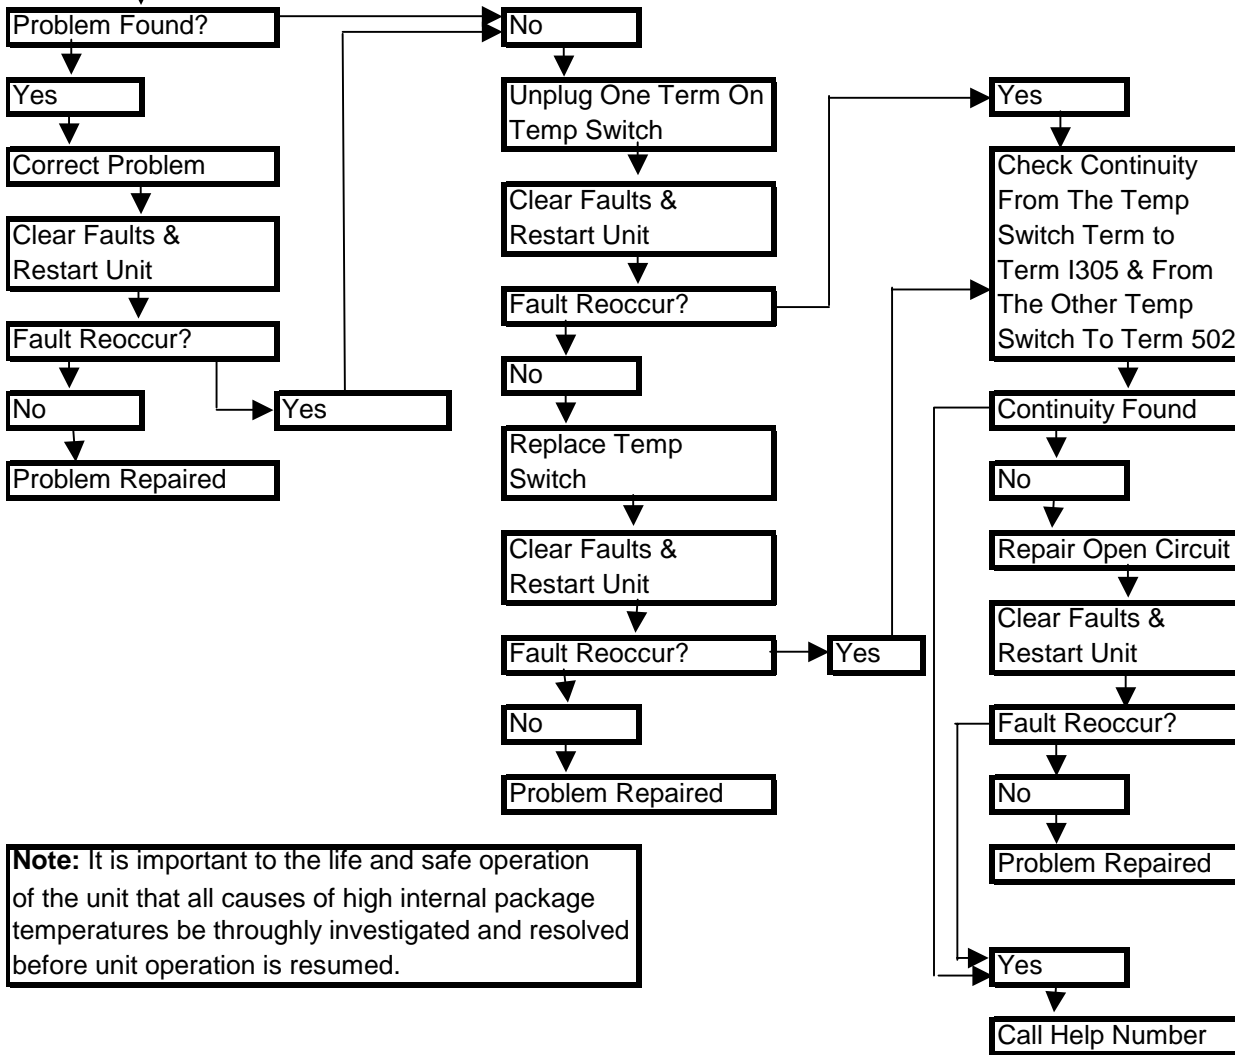 Problem Found?
Yes
Correct Problem
Clear Faults &
Restart Unit
Fault Reoccur?
No
Yes
Problem Repaired
No
Unplug One Term On
Temp Switch
Clear Faults &
Restart Unit
Fault Reoccur?
No
Replace Temp
Switch
Clear Faults &
Restart Unit
Fault Reoccur?
Yes
No
Problem Repaired
Yes
Check Continuity
From The Temp
Switch Term to
Term I305 & From
The Other Temp
Switch To Term 502
Continuity Found
No
Repair Open Circuit
Clear Faults &
Restart Unit
Fault Reoccur?
No
Problem Repaired
Yes
Call Help Number
Note: It is important to the life and safe operation
of the unit that all causes of high internal package
temperatures be throughly investigated and resolved
before unit operation is resumed.